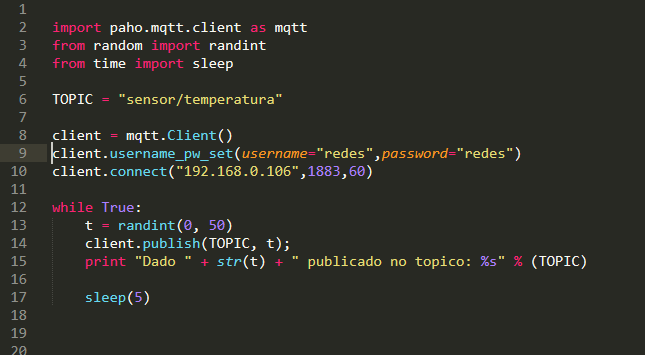 1
2 import paho.mqtt.client as mqtt
3 from random import randint
4 from time import sleep
5
6 TOPIC = "sensor/temperatura"
7
8 client = mqtt.Client()
9 client.username_pw_set(username="redes",password="redes")
10 client.connect("192.168.0.106",1883,60)
11
12 while True:
13     t = randint(0, 50)
14     client.publish(TOPIC, t);
15     print "Dado " + str(t) + " publicado no topico: %s" % (TOPIC)
16
17     sleep(5)
18
19
20